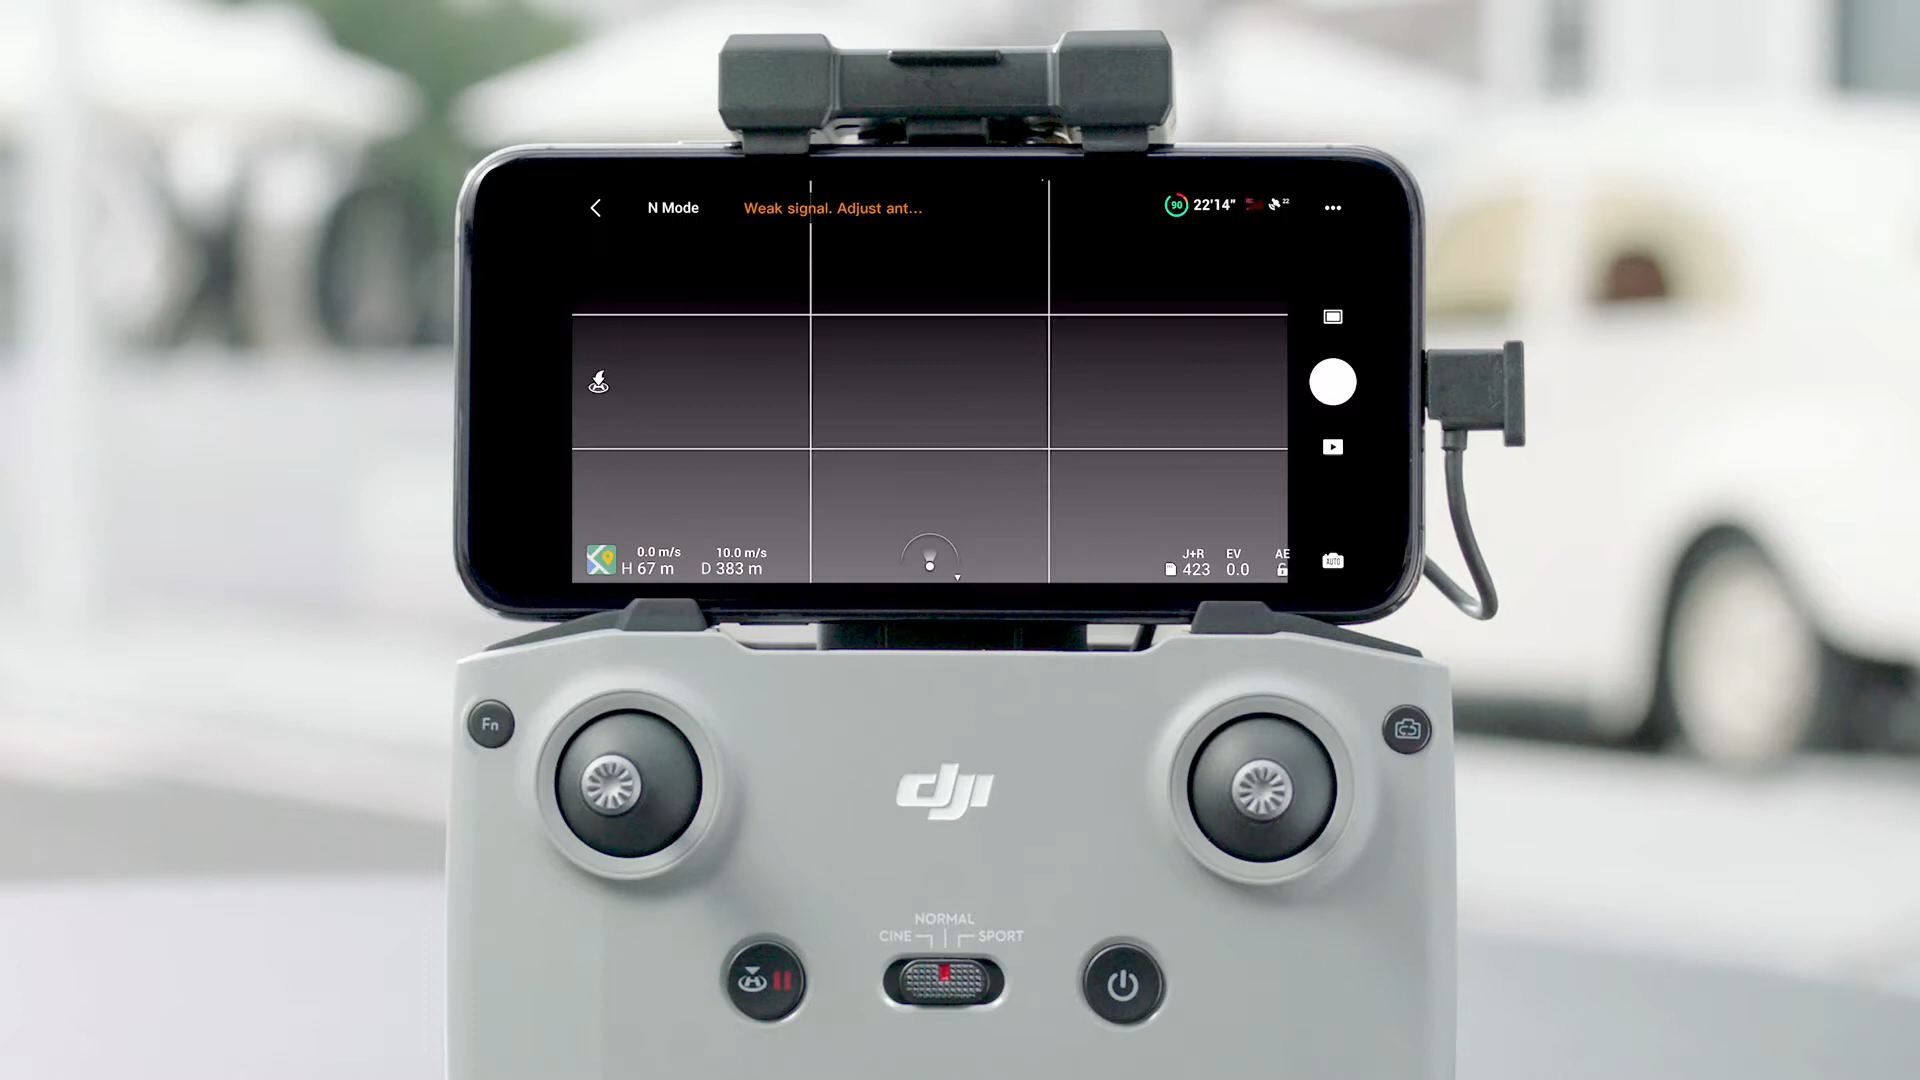 N Mode
Weak signal. Adjust ant...
90
22'14"
22
0.0 m/s
10.0 m/s
H 67 m
D 383 m
J+R
EV
AE
423
0.0
AUTO
Fn
dji
NORMAL
CINE
SPORT